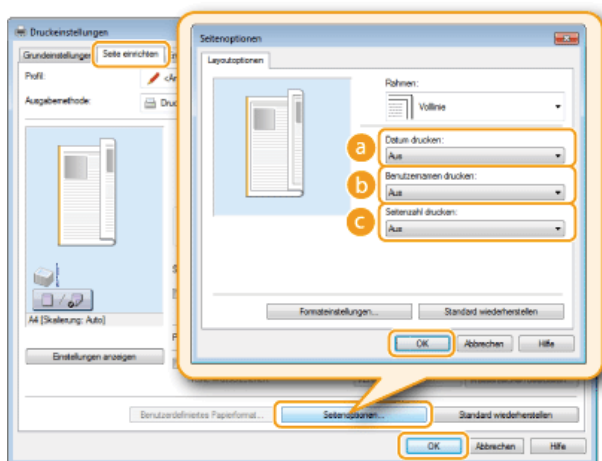 Druckeinstellungen
Grundeinstellungen
Seite einrichten
Profil:
Ausgabemethode:
A4 [Skalierung: Auto]
Einstellungen anzeigen
Benutzerdefiniertes Papierformat...
Seitenoptionen...
Standard wiederherstellen
OK
Abbrechen
Hilfe
Seitenoptionen
Layoutoptionen
Rahmen:
Volllinie
a
Datum drucken:
Aus
b
Benutzernamen drucken:
Aus
c
Seitenzahl drucken:
Aus
Formateinstellungen...
Standard wiederherstellen
OK
Abbrechen
Hilfe